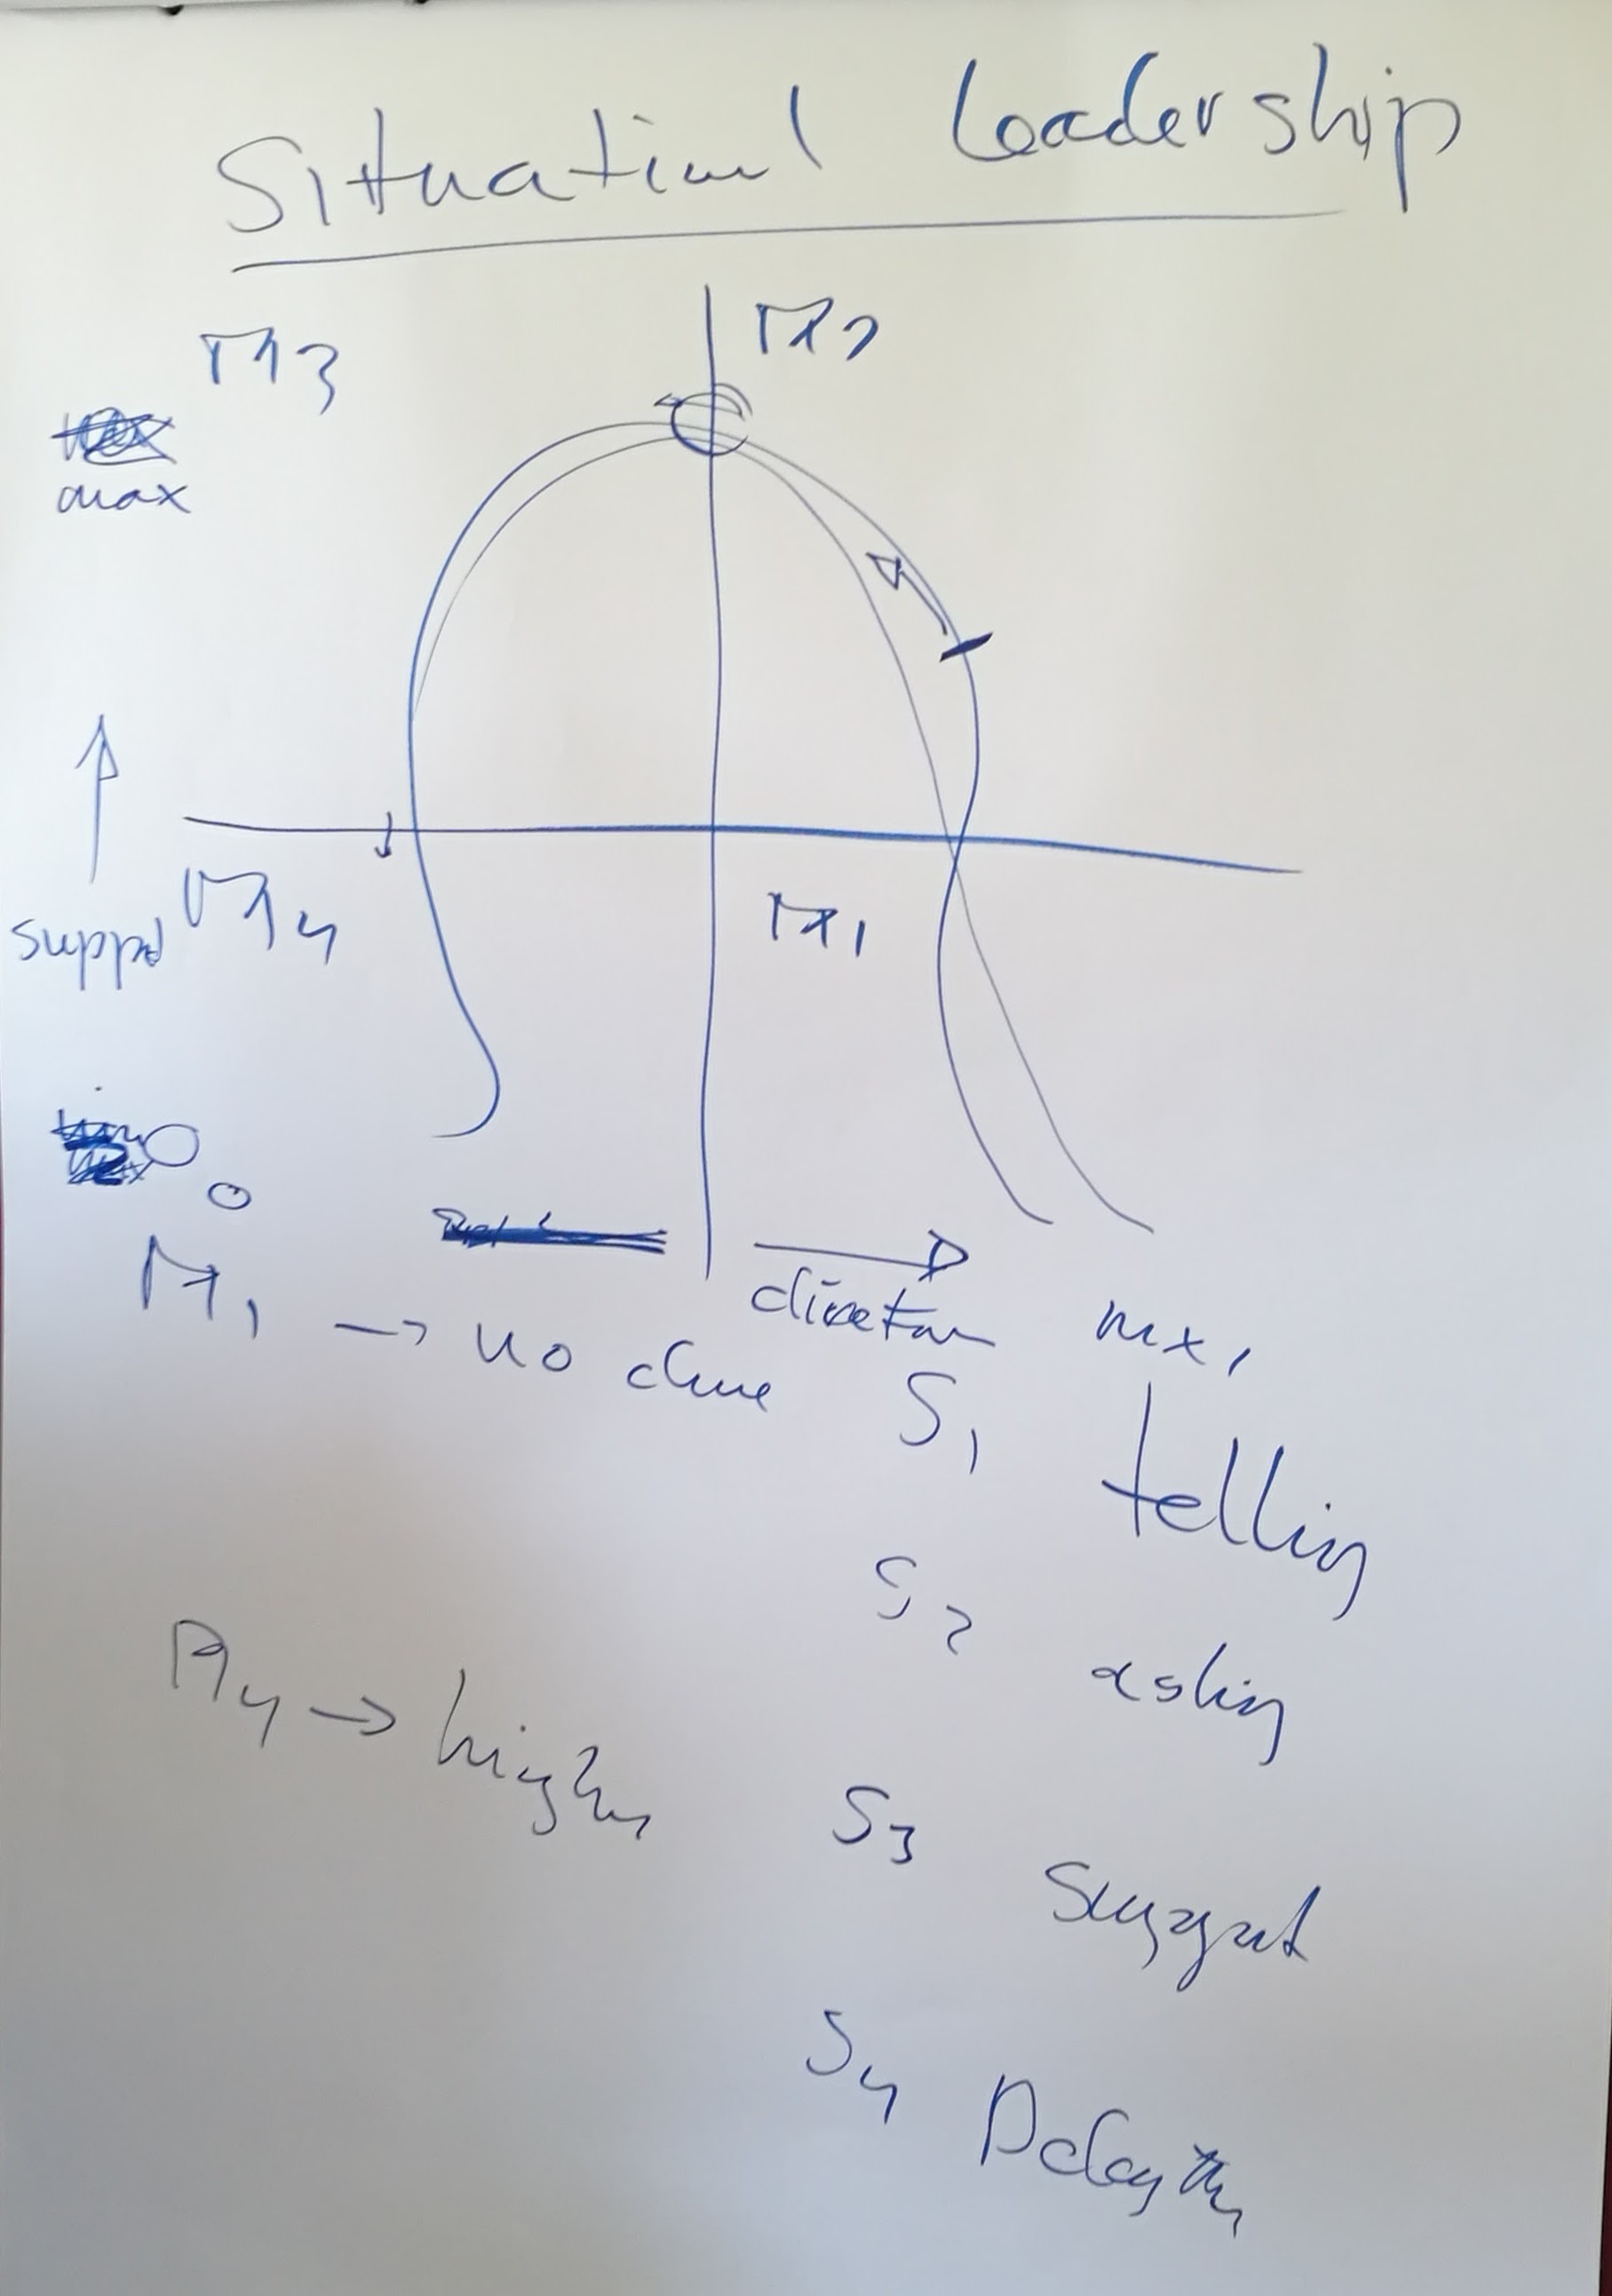 Situational Leadership
M3 M2
max
M4 M1
support
0
direction max
M1 → no clue S1 telling
S2 asking
M4 → higher
S3 suggest
S4 Delegate